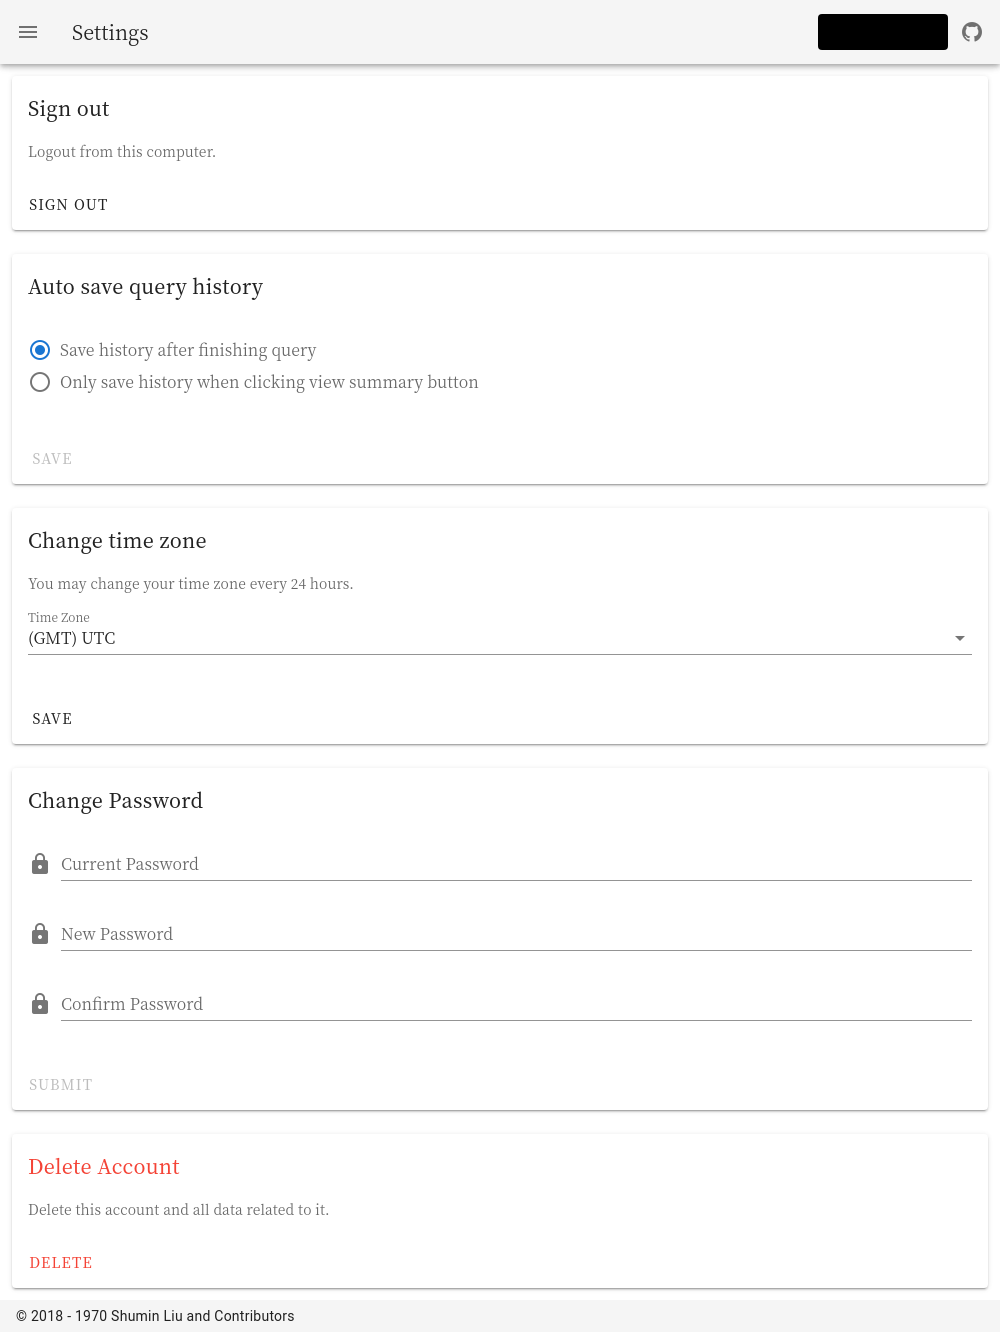 Settings
Sign out
Logout from this computer.
SIGN OUT
Auto save query history
Save history after finishing query
Only save history when clicking view summary button
SAVE
Change time zone
You may change your time zone every 24 hours.
Time Zone
(GMT) UTC
SAVE
Change Password
Current Password
New Password
Confirm Password
SUBMIT
Delete Account
Delete this account and all data related to it.
DELETE
© 2018 - 1970 Shumin Liu and Contributors